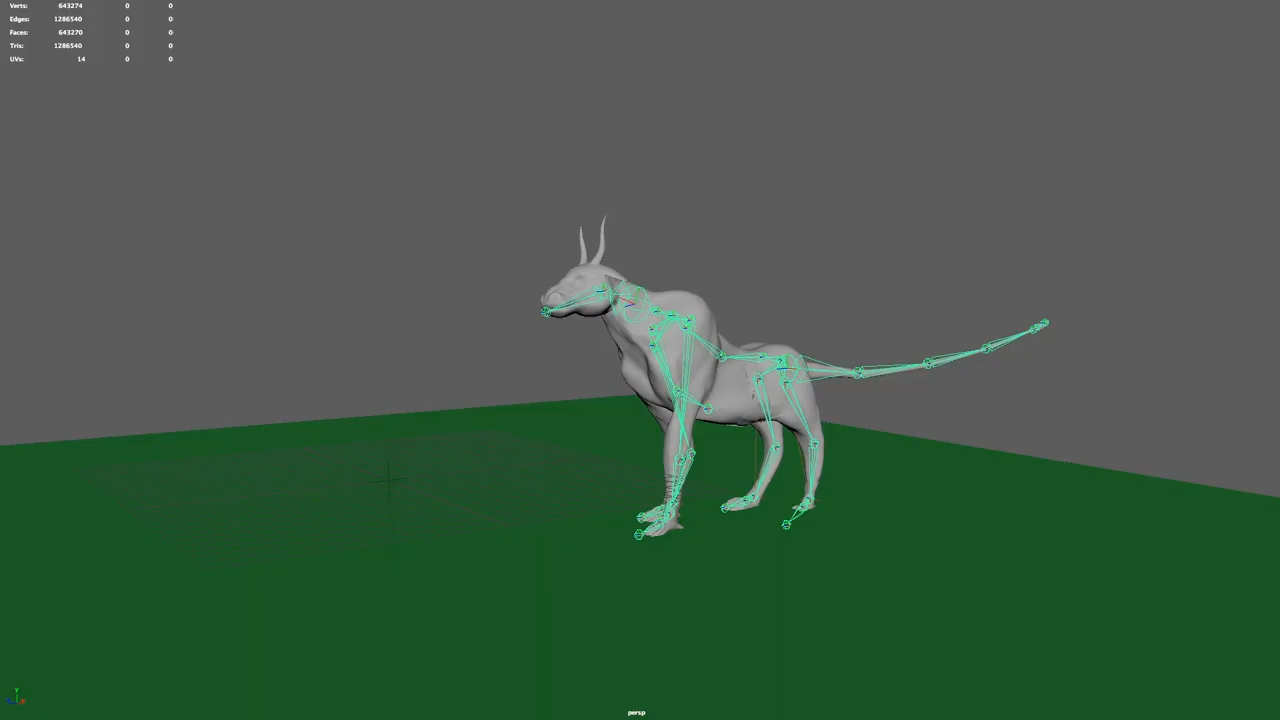 Verts: 643274 0 0
Edges: 1286540 0 0
Faces: 643270 0 0
Tris: 1286540 0 0
UVs: 14 0 0
Y
persp